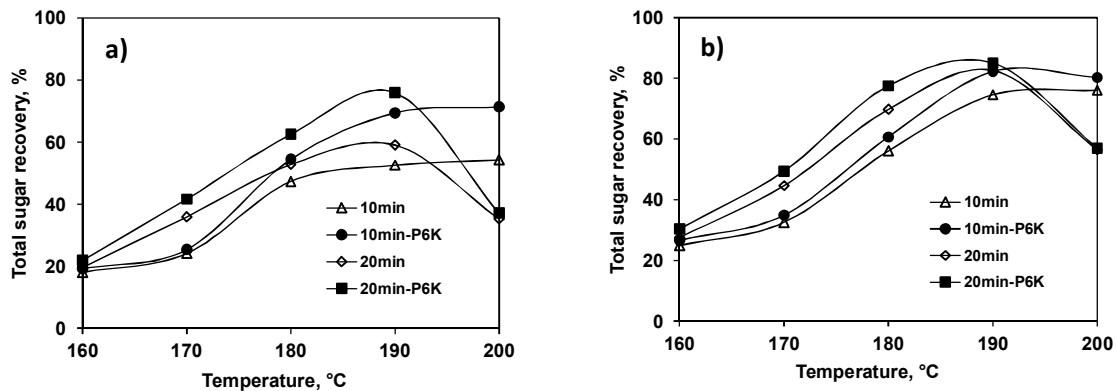 a)
Total sugar recovery, %
100
80
60
40
20
0
160
170
180
190
200
Temperature, °C
10min
10min-P6K
20min
20min-P6K
b)
Total sugar recovery, %
100
80
60
40
20
0
160
170
180
190
200
Temperature, °C
10min
10min-P6K
20min
20min-P6K